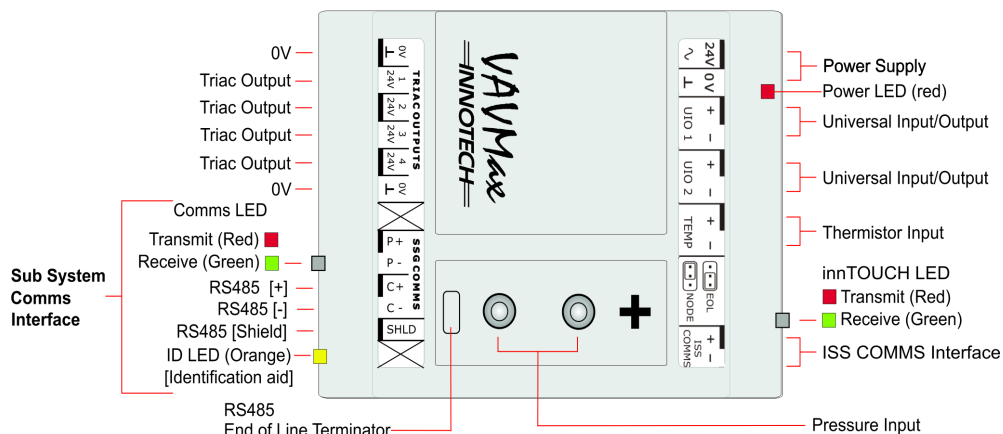 0V
Triac Output
Triac Output
Triac Output
Triac Output
0V
Comms LED
Transmit (Red)
Receive (Green)
Sub System
Comms
Interface
RS485 [+]
RS485 [-]
RS485 [Shield]
ID LED (Orange)
[Identification aid]
RS485
End of Line Terminator
0V
24V 1
24V 2
24V 3
24V 4
0V
TRIAC OUTPUTS
P +
P -
C +
C -
SHLD
SSG COMMS
VAVMax
INNOTECH
+
24V 0V
+ -
UIO 1
+ -
UIO 2
+ -
TEMP
EOL
NODE
+ -
ISS
COMMS
Power Supply
Power LED (red)
Universal Input/Output
Universal Input/Output
Thermistor Input
innTOUCH LED
Transmit (Red)
Receive (Green)
ISS COMMS Interface
Pressure Input